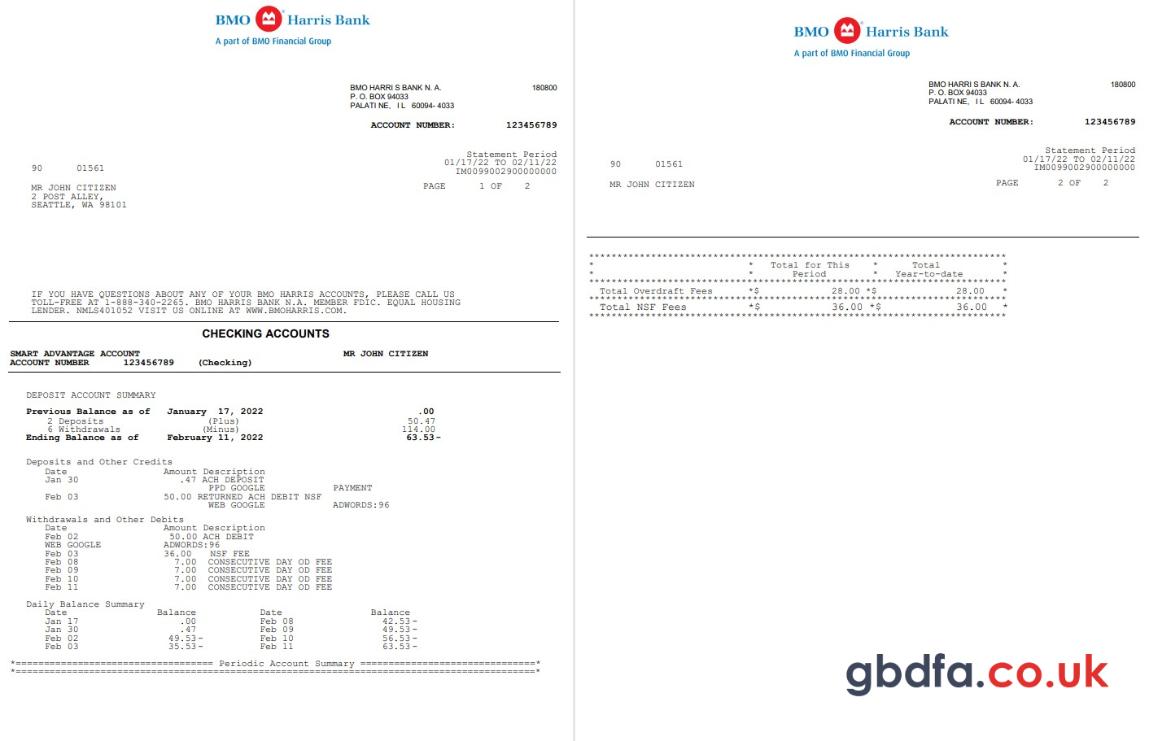 BMO Harris Bank
A part of BMO Financial Group
BMO HARRI S BANK N. A. 180800
P. O. BOX 94033
PALATI NE, I L 60094- 4033
ACCOUNT NUMBER: 123456789
Statement Period
01/17/22 TO 02/11/22
IM0099002900000000
90 01561
PAGE 1 OF 2
MR JOHN CITIZEN
2 POST ALLEY,
SEATTLE, WA 98101
IF YOU HAVE QUESTIONS ABOUT ANY OF YOUR BMO HARRIS ACCOUNTS, PLEASE CALL US
TOLL-FREE AT 1-888-340-2265. BMO HARRIS BANK N.A. MEMBER FDIC. EQUAL HOUSING
LENDER. NMLS401052 VISIT US ONLINE AT WWW.BMOHARRIS.COM.
CHECKING ACCOUNTS
SMART ADVANTAGE ACCOUNT MR JOHN CITIZEN
ACCOUNT NUMBER 123456789 (Checking)
DEPOSIT ACCOUNT SUMMARY
Previous Balance as of January 17, 2022 .00
2 Deposits (Plus) 50.47
6 Withdrawals (Minus) 114.00
Ending Balance as of February 11, 2022 63.53-
Deposits and Other Credits
Date Amount Description
Jan 30 .47 ACH DEPOSIT
PPD GOOGLE PAYMENT
Feb 03 50.00 RETURNED ACH DEBIT NSF
WEB GOOGLE ADWORDS:96
Withdrawals and Other Debits
Date Amount Description
Feb 02 50.00 ACH DEBIT
WEB GOOGLE ADWORDS:96
Feb 03 36.00 NSF FEE
Feb 08 7.00 CONSECUTIVE DAY OD FEE
Feb 09 7.00 CONSECUTIVE DAY OD FEE
Feb 10 7.00 CONSECUTIVE DAY OD FEE
Feb 11 7.00 CONSECUTIVE DAY OD FEE
Daily Balance Summary
Date Balance Date Balance
Jan 17 .00 Feb 08 42.53-
Jan 30 .47 Feb 09 49.53-
Feb 02 49.53- Feb 10 56.53-
Feb 03 35.53- Feb 11 63.53-
*================================== Periodic Account Summary ==============================*
*==========================================================================================*
BMO Harris Bank
A part of BMO Financial Group
BMO HARRI S BANK N. A. 180800
P. O. BOX 94033
PALATI NE, I L 60094- 4033
ACCOUNT NUMBER: 123456789
Statement Period
01/17/22 TO 02/11/22
IM0099002900000000
90 01561
MR JOHN CITIZEN PAGE 2 OF 2
**************************************************************************
* * Total for This * Total *
* * Period * Year-to-date *
**************************************************************************
Total Overdraft Fees *$ 28.00 *$ 28.00 *
**************************************************************************
Total NSF Fees *$ 36.00 *$ 36.00 *
**************************************************************************
gbdfa.co.uk